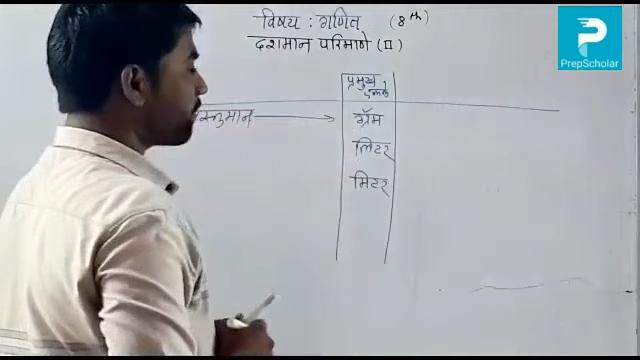 विषय : गणित (8th)
दशमान परिमाणे (II)
PrepScholar
प्रमुख
एकके
ग्रॅम
लिटर
मिटर